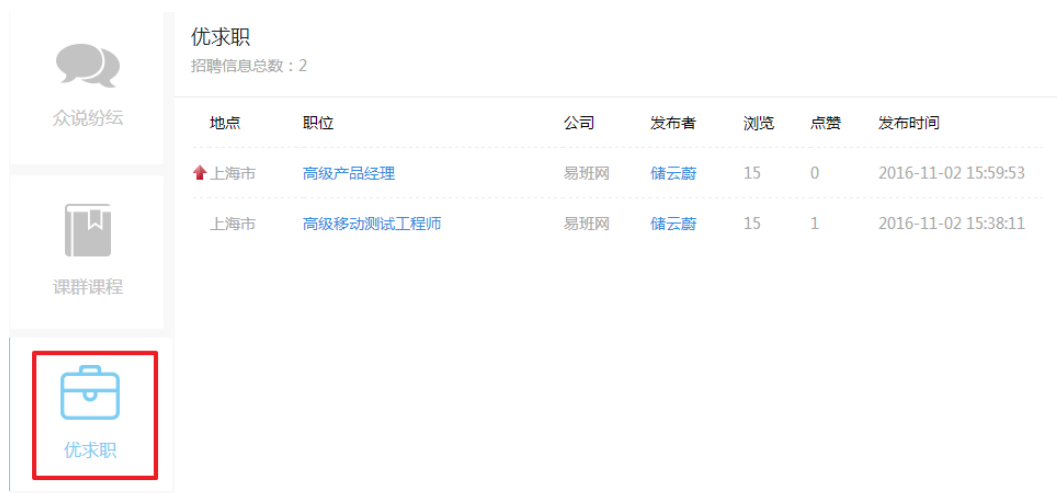 众说纷纭
课群课程
优求职
优求职
招聘信息总数：2
地点 职位 公司 发布者 浏览 点赞 发布时间
上海市 高级产品经理 易班网 储云蔚 15 0 2016-11-02 15:59:53
上海市 高级移动测试工程师 易班网 储云蔚 15 1 2016-11-02 15:38:11